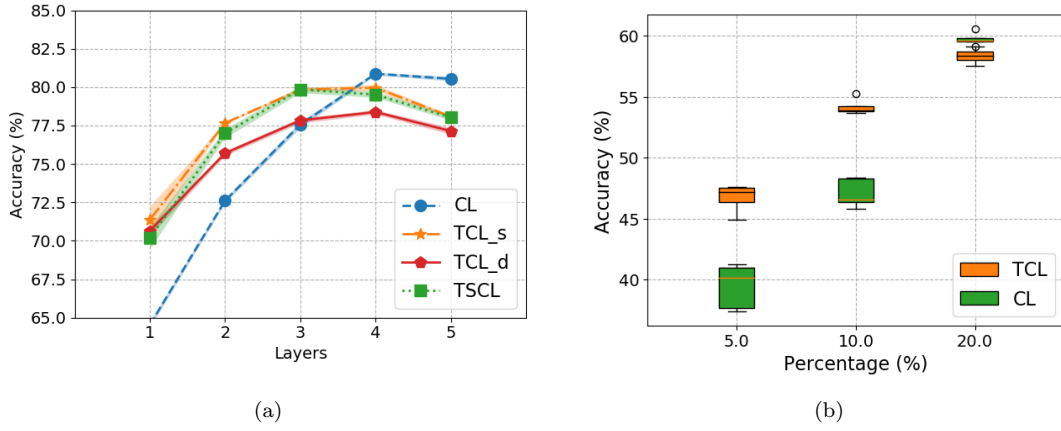 85.0
82.5
80.0
77.5
75.0
72.5
70.0
67.5
65.0
Accuracy (%)
1 2 3 4 5
Layers
CL
TCL_s
TCL_d
TSCL
(a)
60
55
50
45
40
Accuracy (%)
5.0 10.0 20.0
Percentage (%)
TCL
CL
(b)